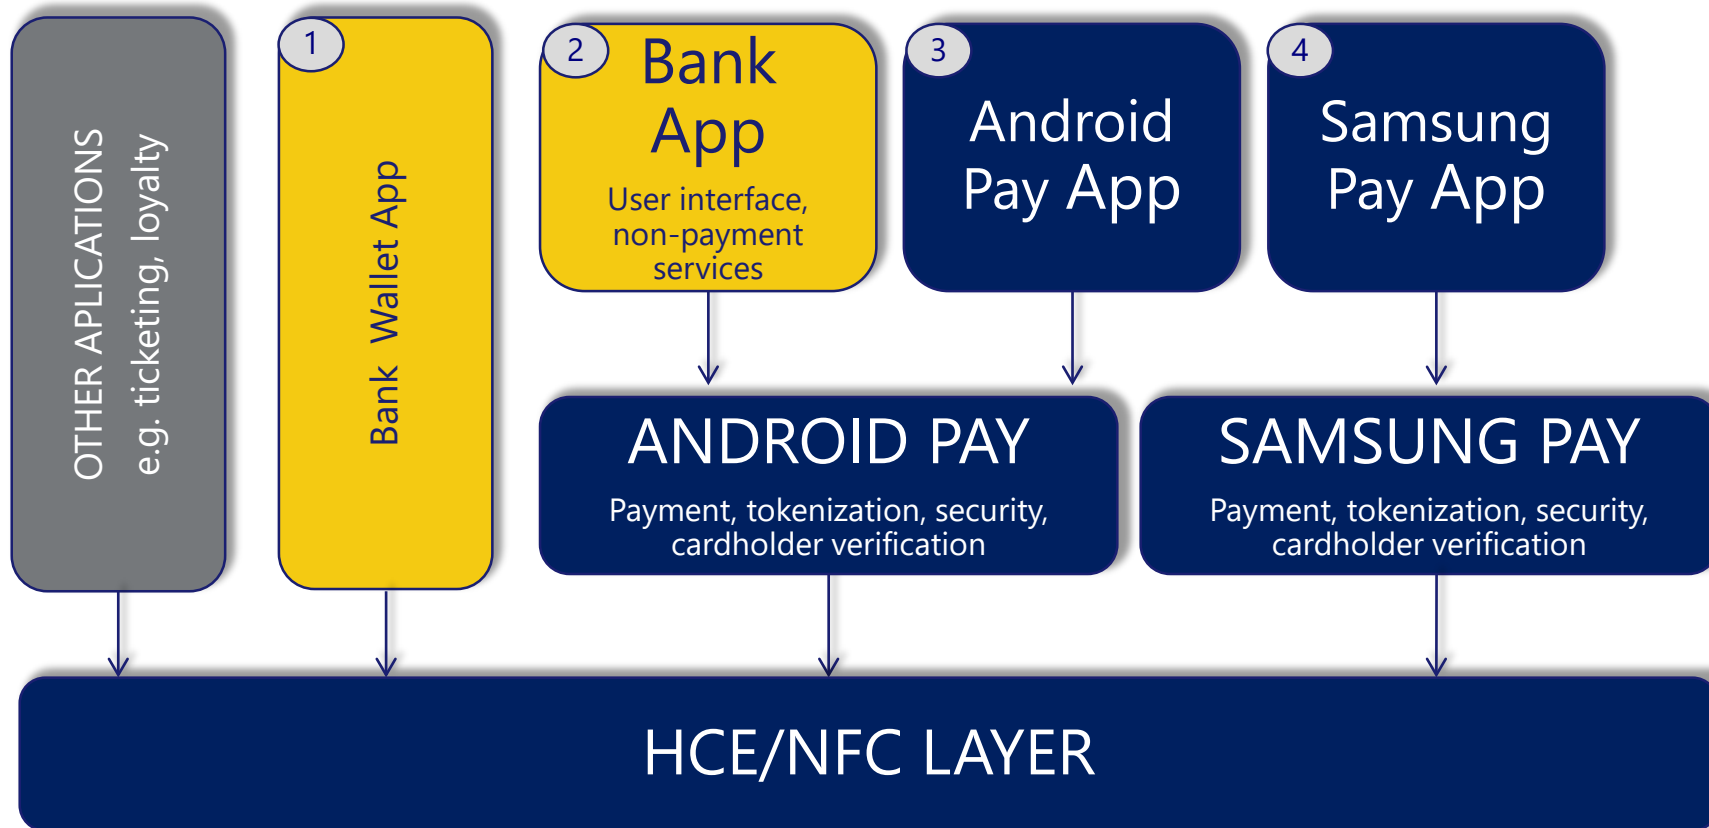 OTHER APLICATIONS
e.g. ticketing, loyalty
1
Bank Wallet App
2
Bank
App
User interface,
non-payment
services
3
Android
Pay App
4
Samsung
Pay App
ANDROID PAY
Payment, tokenization, security,
cardholder verification
SAMSUNG PAY
Payment, tokenization, security,
cardholder verification
HCE/NFC LAYER